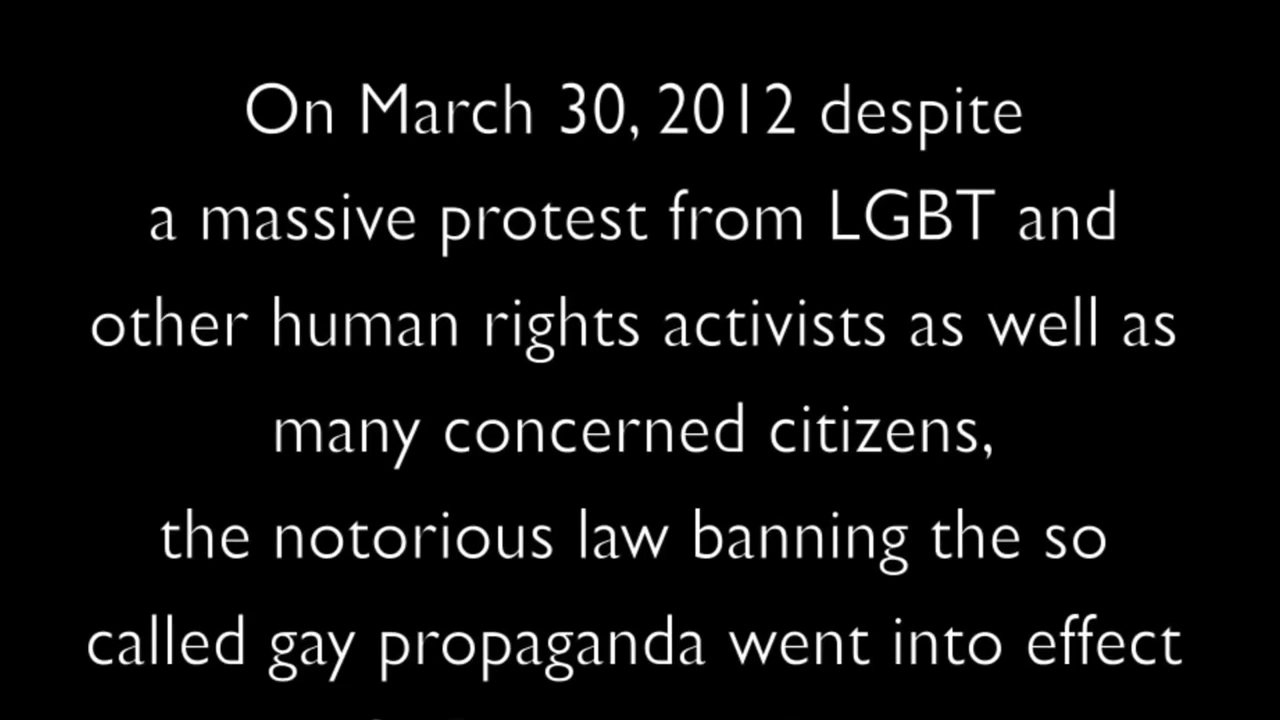 On March 30, 2012 despite
a massive protest from LGBT and
other human rights activists as well as
many concerned citizens,
the notorious law banning the so
called gay propaganda went into effect